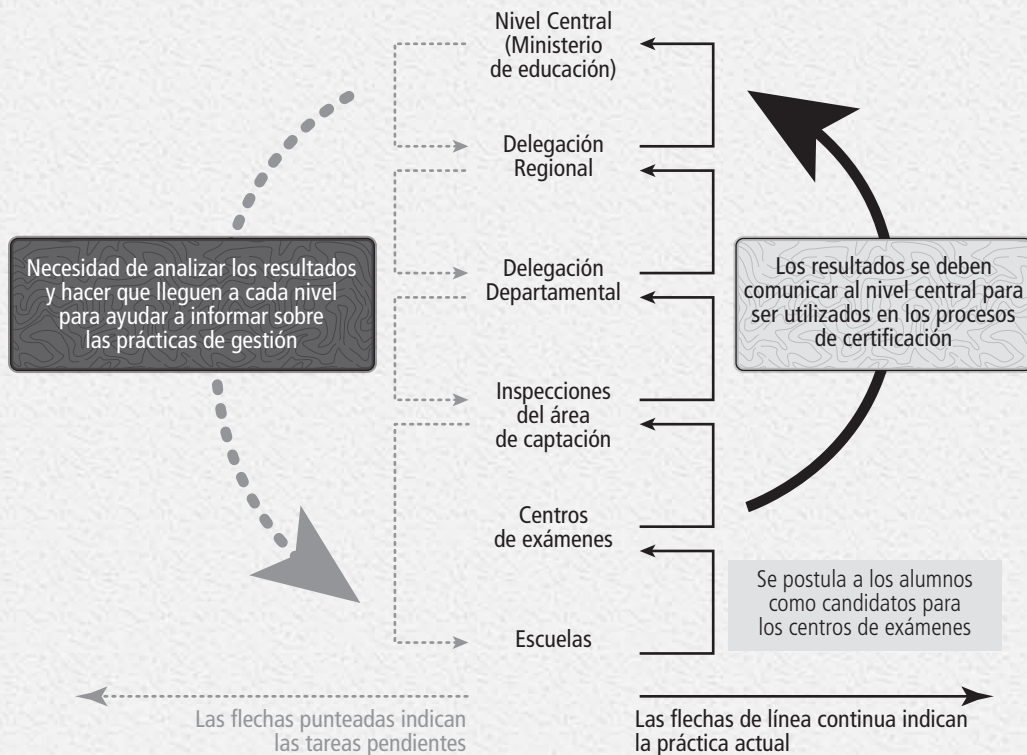 Nivel Central
(Ministerio
de educación)
Delegación
Regional
Necesidad de analizar los resultados
y hacer que lleguen a cada nivel
para ayudar a informar sobre
las prácticas de gestión
Delegación
Departamental
Los resultados se deben
comunicar al nivel central para
ser utilizados en los procesos
de certificación
Inspecciones
del área
de captación
Centros
de exámenes
Se postula a los alumnos
como candidatos para
los centros de exámenes
Escuelas
Las flechas punteadas indican
las tareas pendientes
Las flechas de línea continua indican
la práctica actual